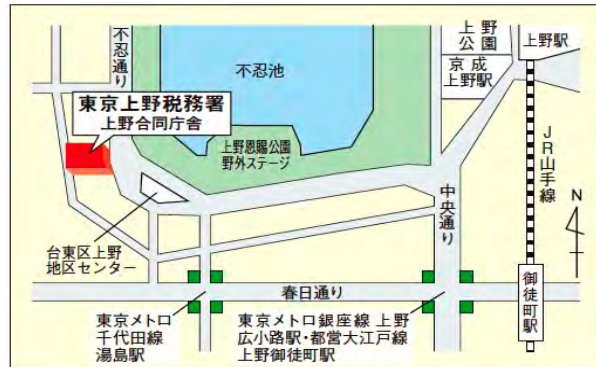 不忍通り
不忍池
上野
公園
上野駅
京成
上野駅
東京上野税務署
上野合同庁舎
上野恩賜公園
野外ステージ
中央通り
JR山手線
N
台東区上野
地区センター
春日通り
御徒町駅
東京メトロ
千代田線
湯島駅
東京メトロ銀座線 上野
広小路駅・都営大江戸線
上野御徒町駅